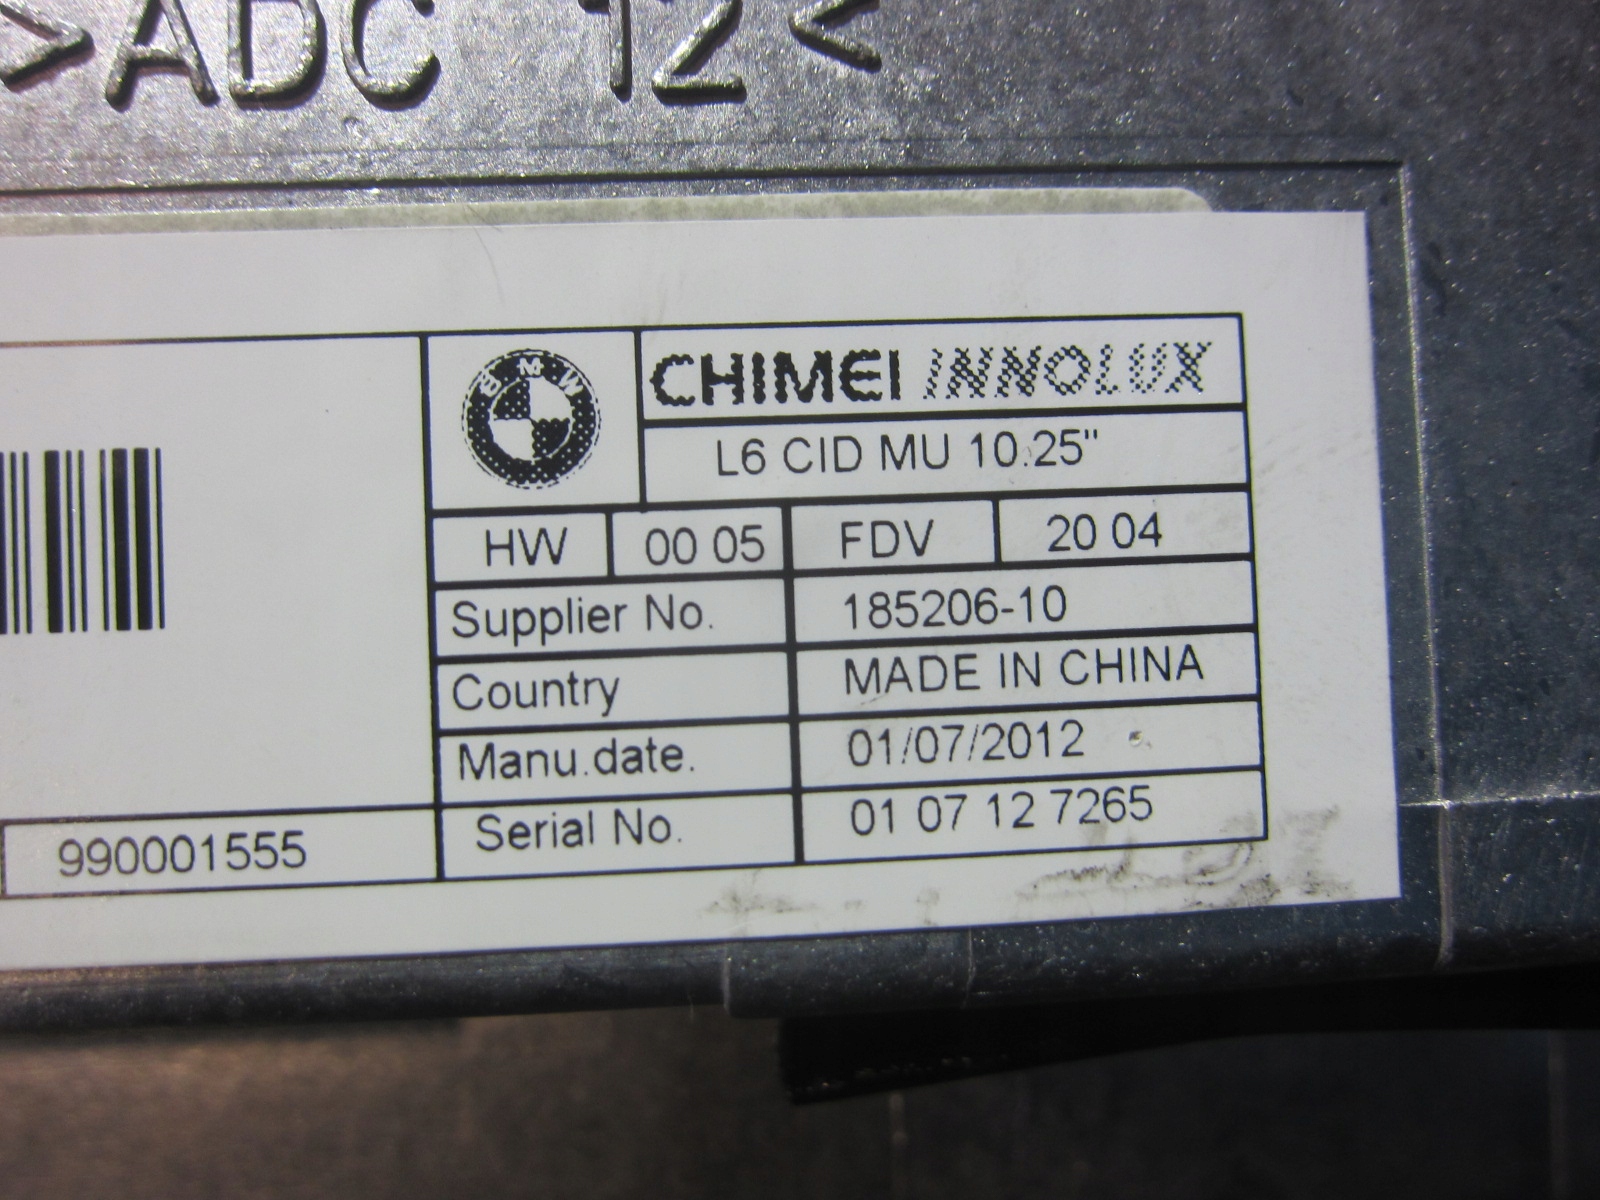 >ADC 12<
BMW
CHIMEI INNOLUX
L6 CID MU 10.25"
HW 00 05 FDV 20 04
Supplier No. 185206-10
Country MADE IN CHINA
Manu.date. 01/07/2012
Serial No. 01 07 12 7265
990001555